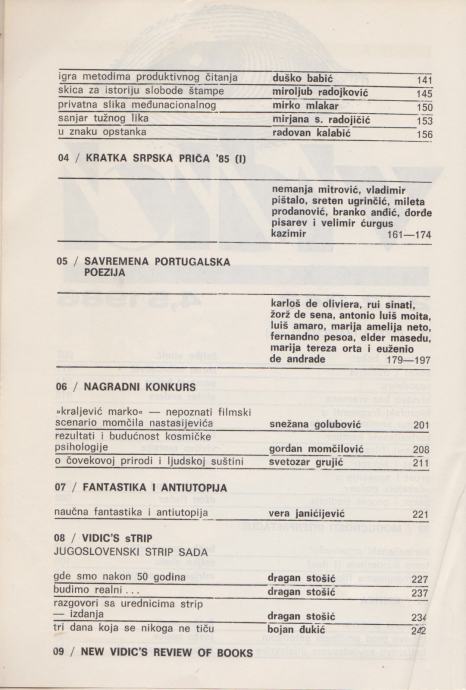 igra metodima produktivnog čitanja duško babić 141
skica za istoriju slobode štampe miroljub radojković 145
privatna slika međunacionalnog mirko mlakar 150
sanjar tužnog lika mirjana s. radojičić 153
u znaku opstanka radovan kalabić 156
04 / KRATKA SRPSKA PRIČA '85 (I)
nemanja mitrović, vladimir
pištalo, sreten ugrinčić, mileta
prodanović, branko anđić, đorđe
pisarev i velimir ćurgus
kazimir 161—174
05 / SAVREMENA PORTUGALSKA
POEZIJA
karloš de oliviera, rui sinati,
žorž de sena, antonio luiš moita,
luiš amaro, marija amelija neto,
fernandno pesoa, elder masedu,
marija tereza orta i euženio
de andrade 179—197
06 / NAGRADNI KONKURS
»kraljević marko« — nepoznati filmski
scenario momčila nastasijevića snežana golubović 201
rezultati i budućnost kosmičke
psihologije gordan momčilović 208
o čovekovoj prirodi i ljudskoj suštini svetozar grujić 211
07 / FANTASTIKA I ANTIUTOPIJA
naučna fantastika i antiutopija vera janićijević 221
08 / VIDIC'S sTRIP
JUGOSLOVENSKI STRIP SADA
gde smo nakon 50 godina dragan stošić 227
budimo realni . . . dragan stošić 237
razgovori sa urednicima strip
— izdanja dragan stošić 234
tri dana koja se nikoga ne tiču bojan đukić 242
09 / NEW VIDIC'S REVIEW OF BOOKS